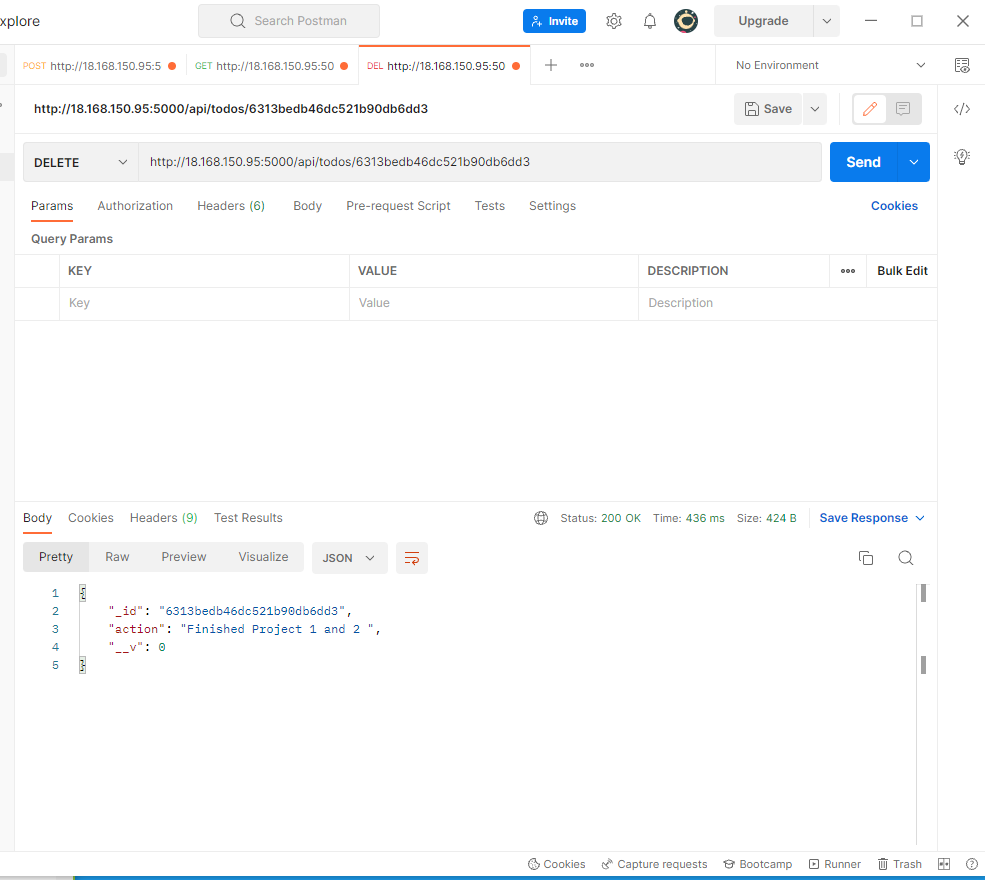 xplore
Search Postman
Invite
Upgrade
POST http://18.168.150.95:5
GET http://18.168.150.95:50
DEL http://18.168.150.95:50
No Environment
http://18.168.150.95:5000/api/todos/6313bedb46dc521b90db6dd3
Save
DELETE
http://18.168.150.95:5000/api/todos/6313bedb46dc521b90db6dd3
Send
Params Authorization Headers (6) Body Pre-request Script Tests Settings Cookies
Query Params
KEY VALUE DESCRIPTION Bulk Edit
Key Value Description
Body Cookies Headers (9) Test Results Status: 200 OK Time: 436 ms Size: 424 B Save Response
Pretty Raw Preview Visualize JSON
1 {
2 "_id": "6313bedb46dc521b90db6dd3",
3 "action": "Finished Project 1 and 2 ",
4 "__v": 0
5 }
Cookies Capture requests Bootcamp Runner Trash